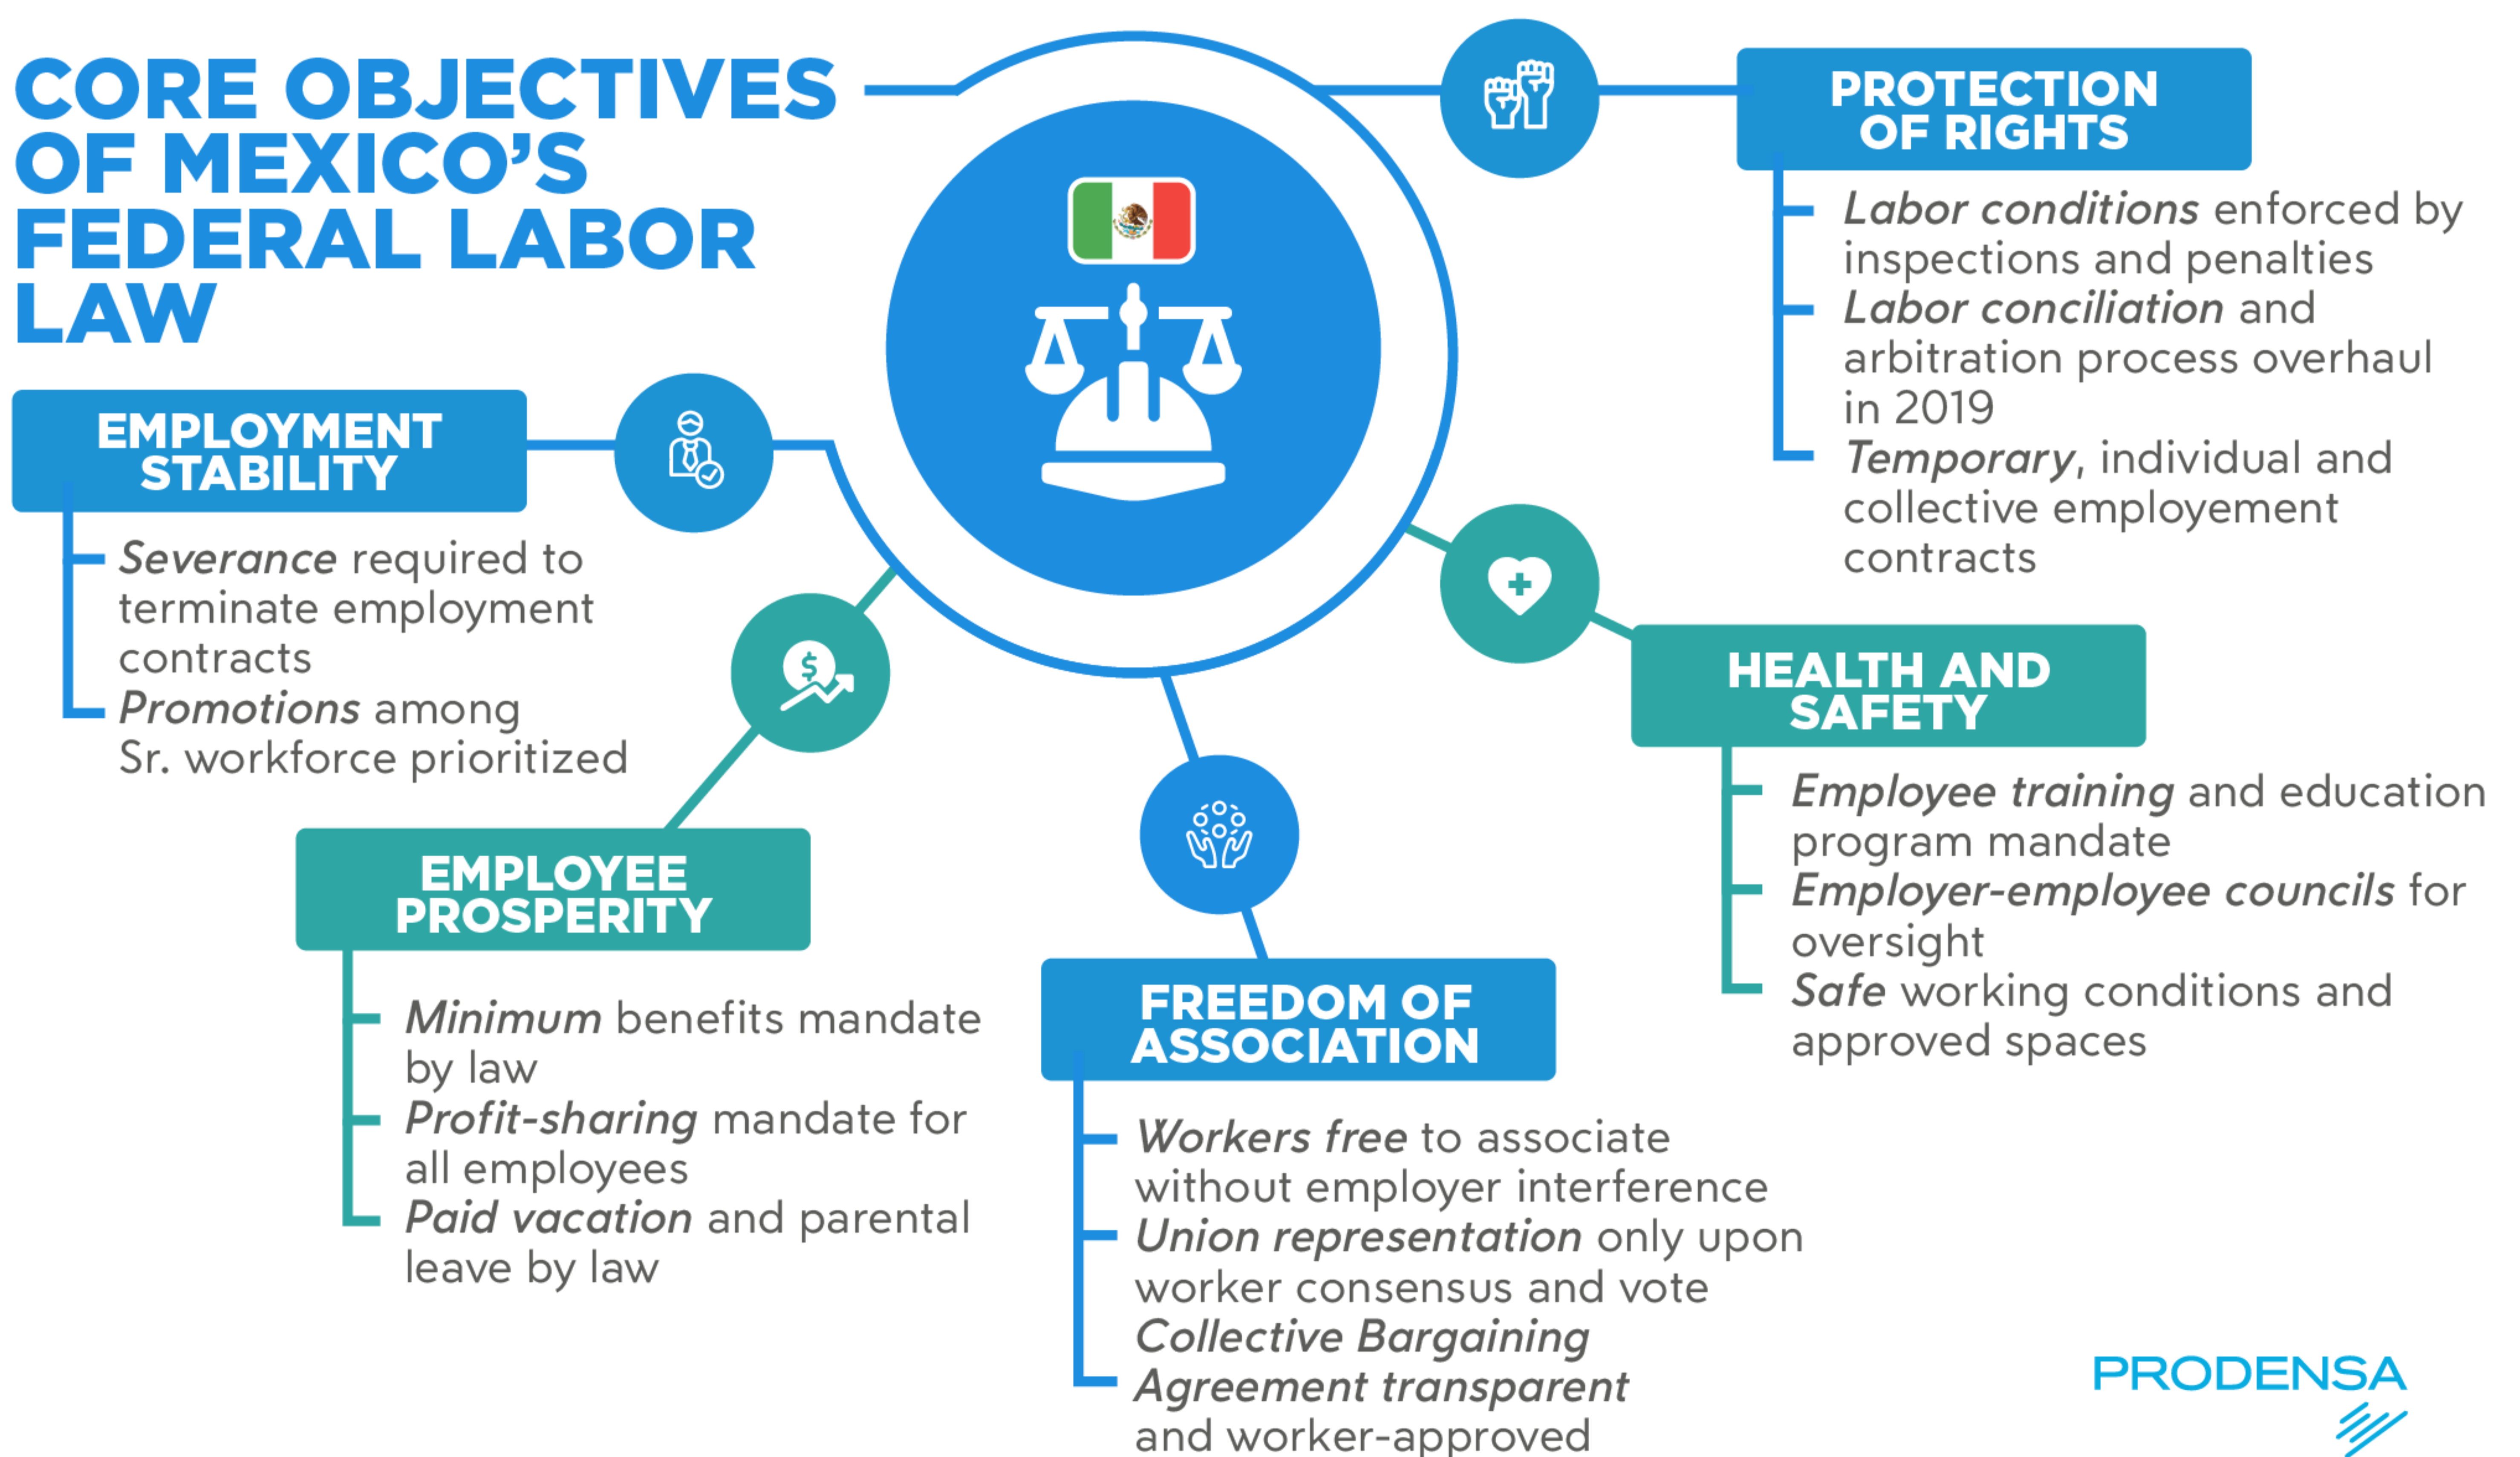 CORE OBJECTIVES
OF MEXICO'S
FEDERAL LABOR
LAW
EMPLOYMENT
STABILITY
Severance required to
terminate employment
contracts
Promotions among
Sr. workforce prioritized
EMPLOYEE
PROSPERITY
Minimum benefits mandate
by law
Profit-sharing mandate for
all employees
Paid vacation and parental
leave by law
FREEDOM OF
ASSOCIATION
Workers free to associate
without employer interference
Union representation only upon
worker consensus and vote
Collective Bargaining
Agreement transparent
and worker-approved
PROTECTION
OF RIGHTS
Labor conditions enforced by
inspections and penalties
Labor conciliation and
arbitration process overhaul
in 2019
Temporary, individual and
collective employement
contracts
HEALTH AND
SAFETY
Employee training and education
program mandate
Employer-employee councils for
oversight
Safe working conditions and
approved spaces
$
PRODENSA